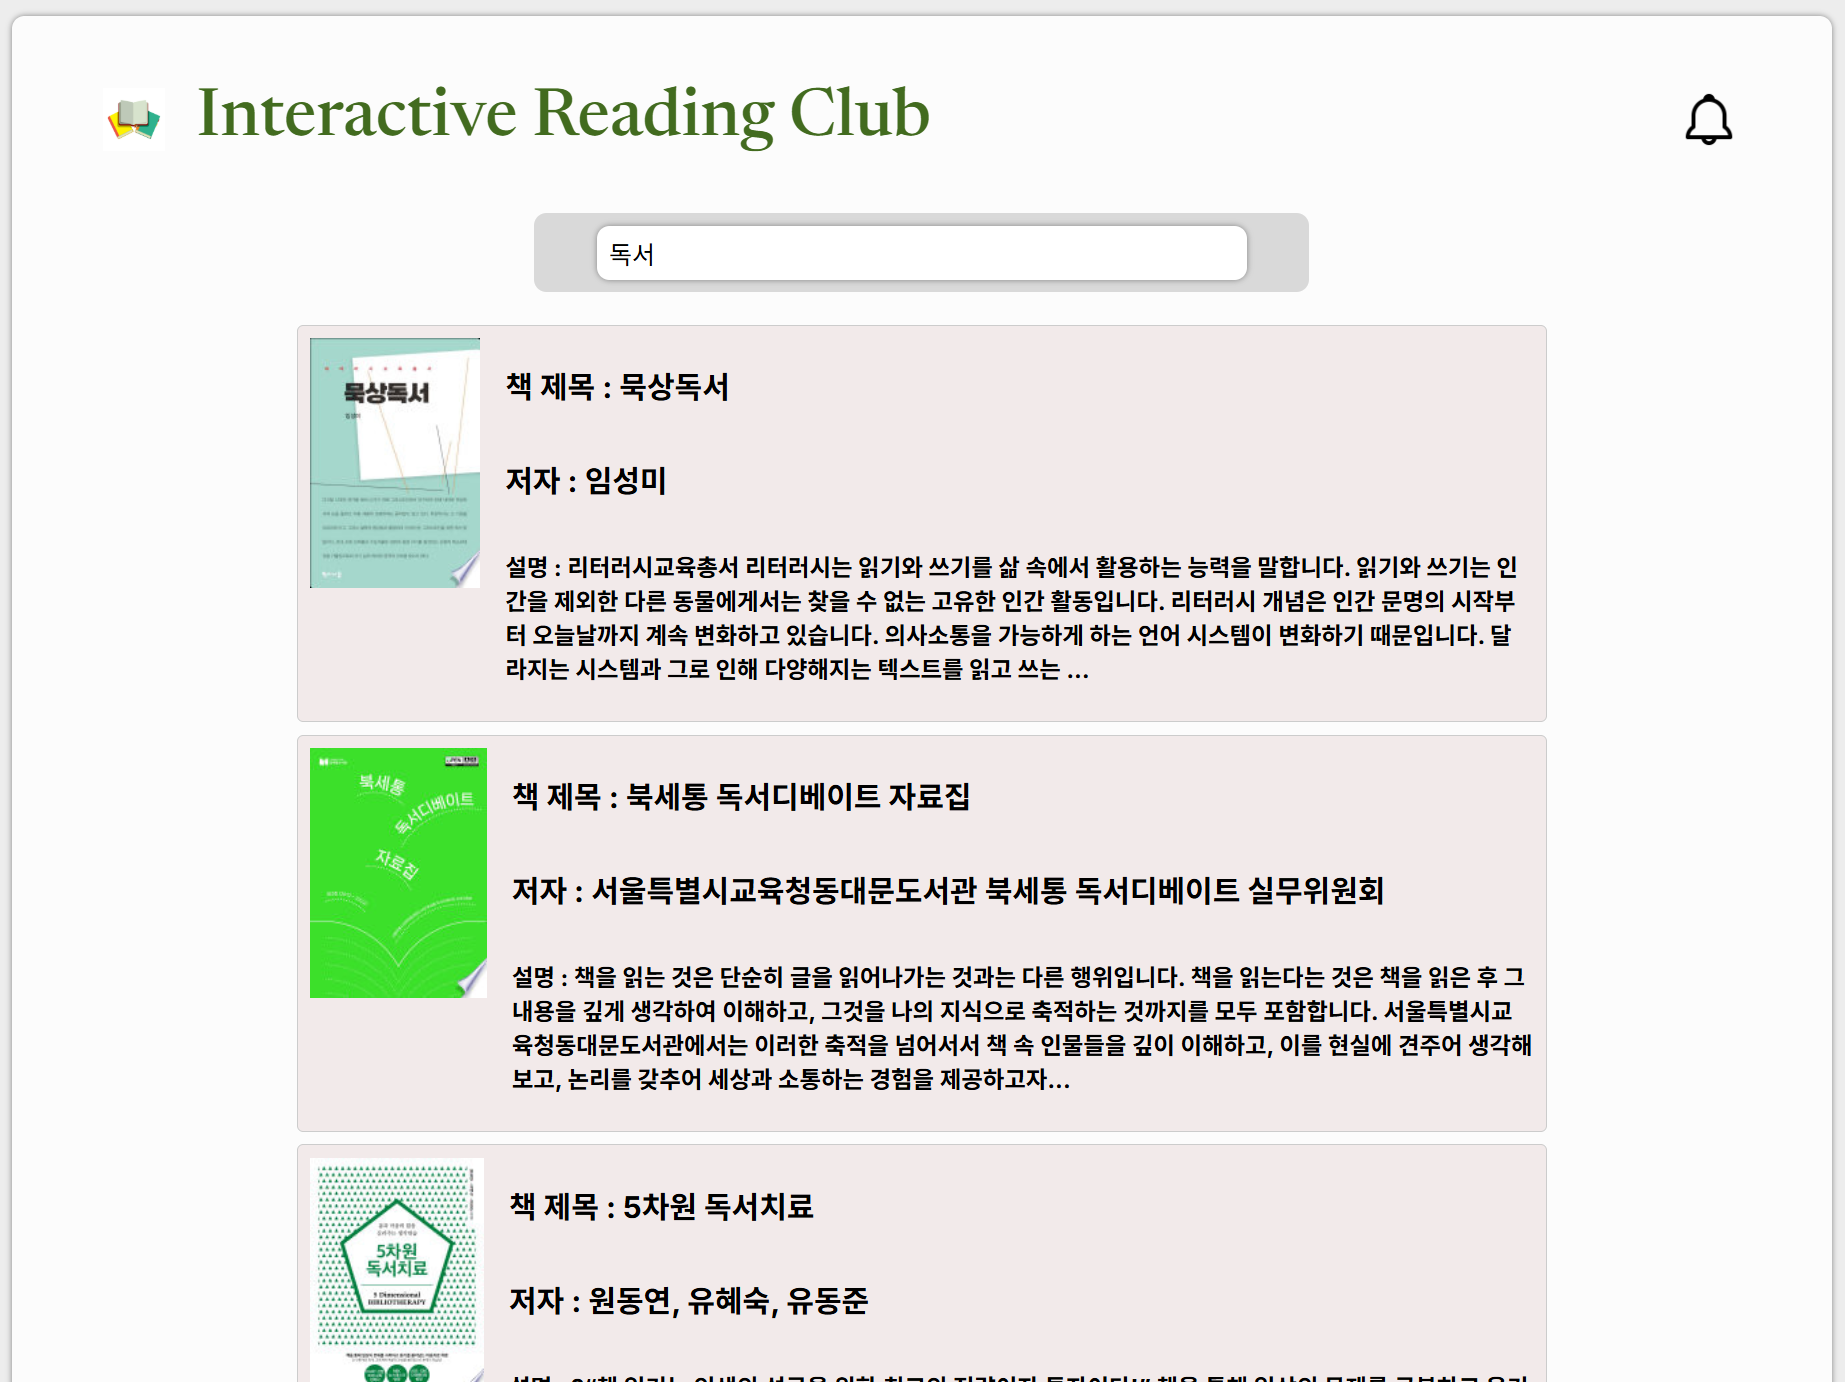 Interactive Reading Club
독서
묵상독서
책 제목 : 묵상독서
저자 : 임성미
설명 : 리터러시교육총서 리터러시는 읽기와 쓰기를 삶 속에서 활용하는 능력을 말합니다. 읽기와 쓰기는 인
간을 제외한 다른 동물에게서는 찾을 수 없는 고유한 인간 활동입니다. 리터러시 개념은 인간 문명의 시작부
터 오늘날까지 계속 변화하고 있습니다. 의사소통을 가능하게 하는 언어 시스템이 변화하기 때문입니다. 달
라지는 시스템과 그로 인해 다양해지는 텍스트를 읽고 쓰는 ...
북세통
독서디베이트
자료집
책 제목 : 북세통 독서디베이트 자료집
저자 : 서울특별시교육청동대문도서관 북세통 독서디베이트 실무위원회
설명 : 책을 읽는 것은 단순히 글을 읽어나가는 것과는 다른 행위입니다. 책을 읽는다는 것은 책을 읽은 후 그
내용을 깊게 생각하여 이해하고, 그것을 나의 지식으로 축적하는 것까지를 모두 포함합니다. 서울특별시교
육청동대문도서관에서는 이러한 축적을 넘어서서 책 속 인물들을 깊이 이해하고, 이를 현실에 견주어 생각해
보고, 논리를 갖추어 세상과 소통하는 경험을 제공하고자...
5차원
독서치료
5 Dimensional
BIBLIOTHERAPY
책 제목 : 5차원 독서치료
저자 : 원동연, 유혜숙, 유동준